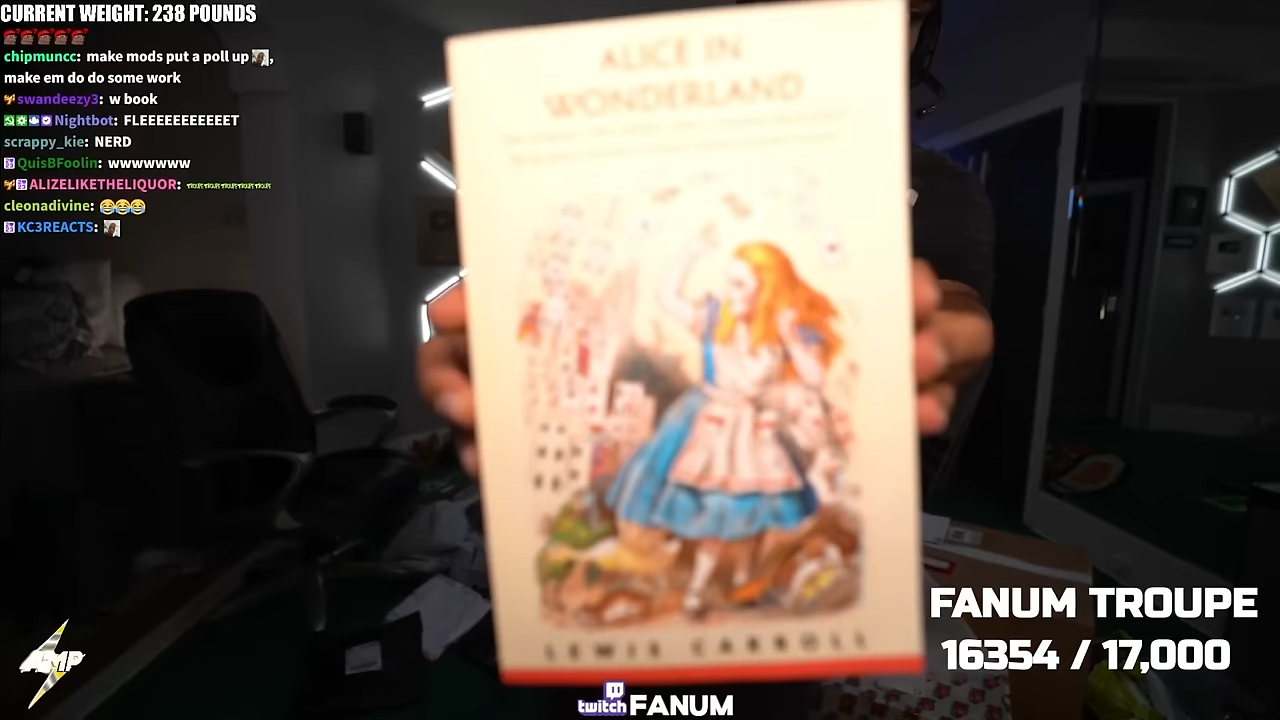 CURRENT WEIGHT: 238 POUNDS
chipmuncc: make mods put a poll up ,
make em do do some work
swandeezy3: w book
Nightbot: FLEEEEEEEEEEET
scrappy_kie: NERD
QuisBFoolin: wwwwwww
ALIZELIKETHELIQUOR:
cleonadivine: 😂😂😂
KC3REACTS:
ALICE IN
WONDERLAND
LEWIS CARROLL
FANUM TROUPE
16354 / 17,000
AMP
twitch FANUM